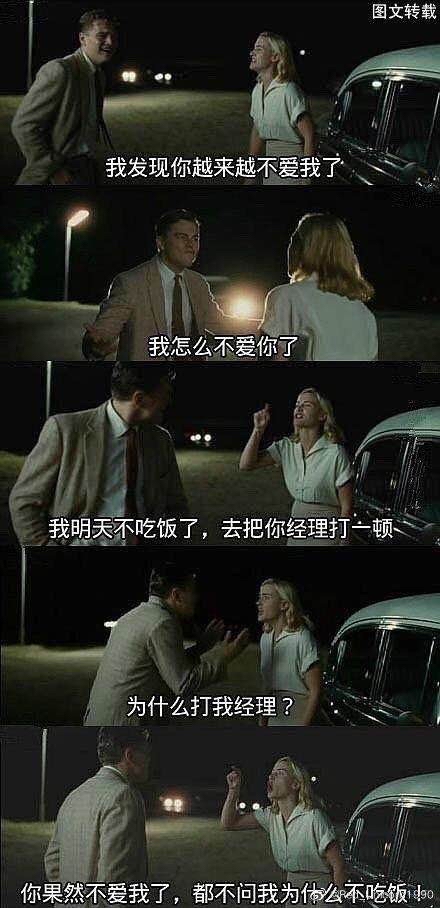 图文转载
我发现你越来越不爱我了
我怎么不爱你了
我明天不吃饭了，去把你经理打一顿
为什么打我经理？
你果然不爱我了，都不问我为什么不吃饭！